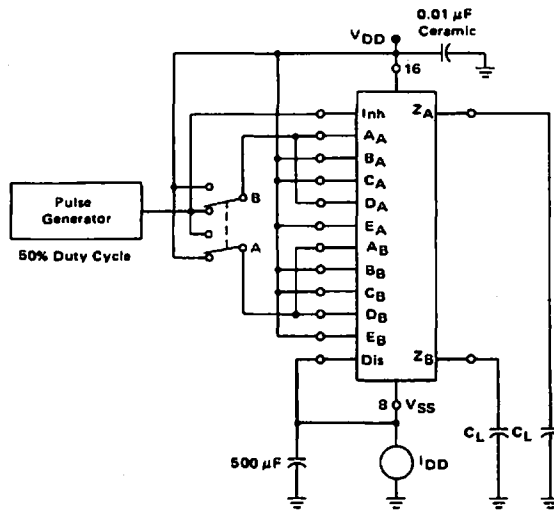 0.01 µF
Ceramic
VDD
16
Inh
ZA
AA
BA
CA
DA
EA
AB
BB
CB
DB
EB
Dis
ZB
B
A
Pulse
Generator
50% Duty Cycle
8
VSS
500 µF
IDD
CL
CL